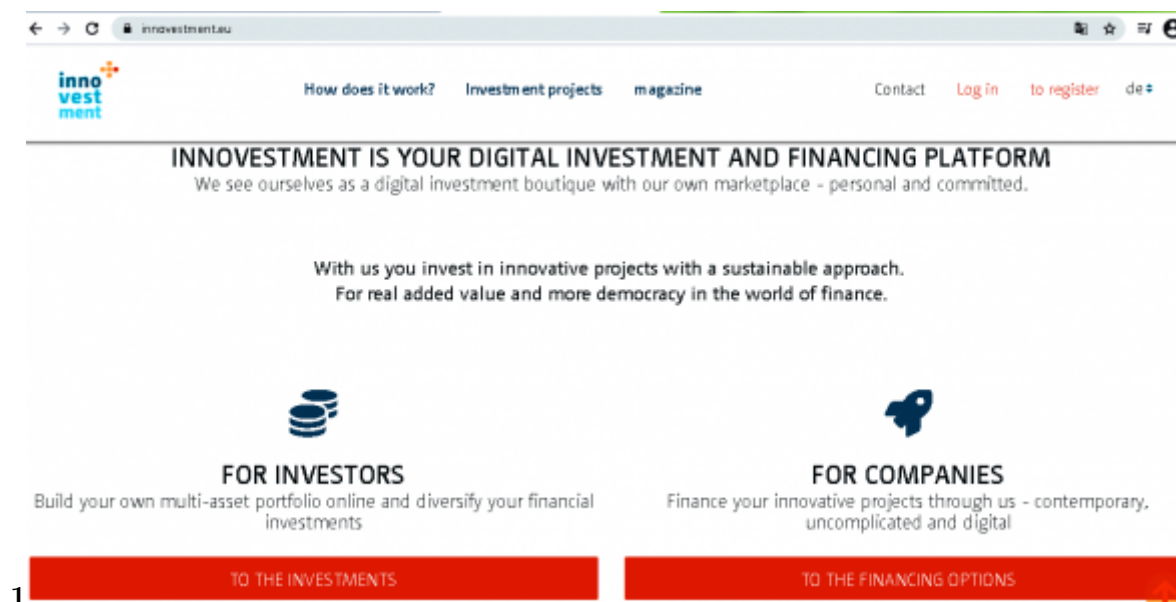 innovestment.eu
inno
vest
ment
How does it work? Investment projects magazine Contact Log in to register de
INNOVESTMENT IS YOUR DIGITAL INVESTMENT AND FINANCING PLATFORM
We see ourselves as a digital investment boutique with our own marketplace - personal and committed.
With us you invest in innovative projects with a sustainable approach.
For real added value and more democracy in the world of finance.
FOR INVESTORS
Build your own multi-asset portfolio online and diversify your financial
investments
TO THE INVESTMENTS
FOR COMPANIES
Finance your innovative projects through us - contemporary,
uncomplicated and digital
TO THE FINANCING OPTIONS
1